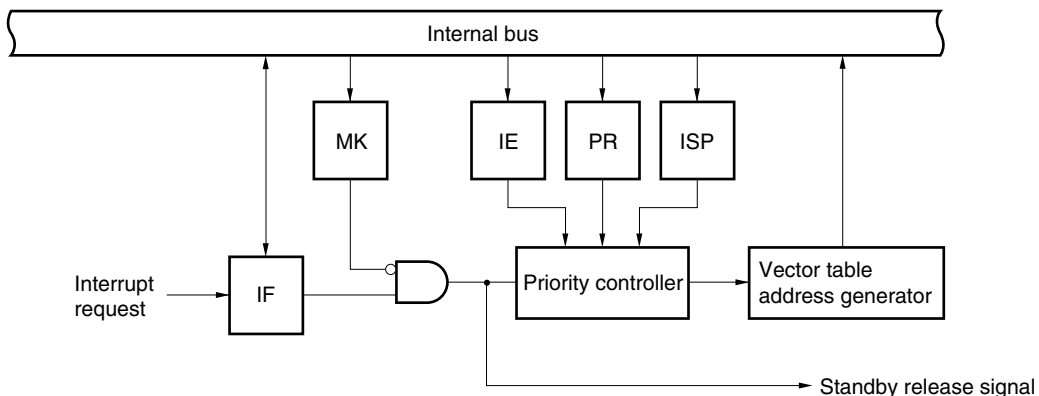 Internal bus
MK
IE
PR
ISP
Interrupt
request
IF
Priority controller
Vector table
address generator
Standby release signal